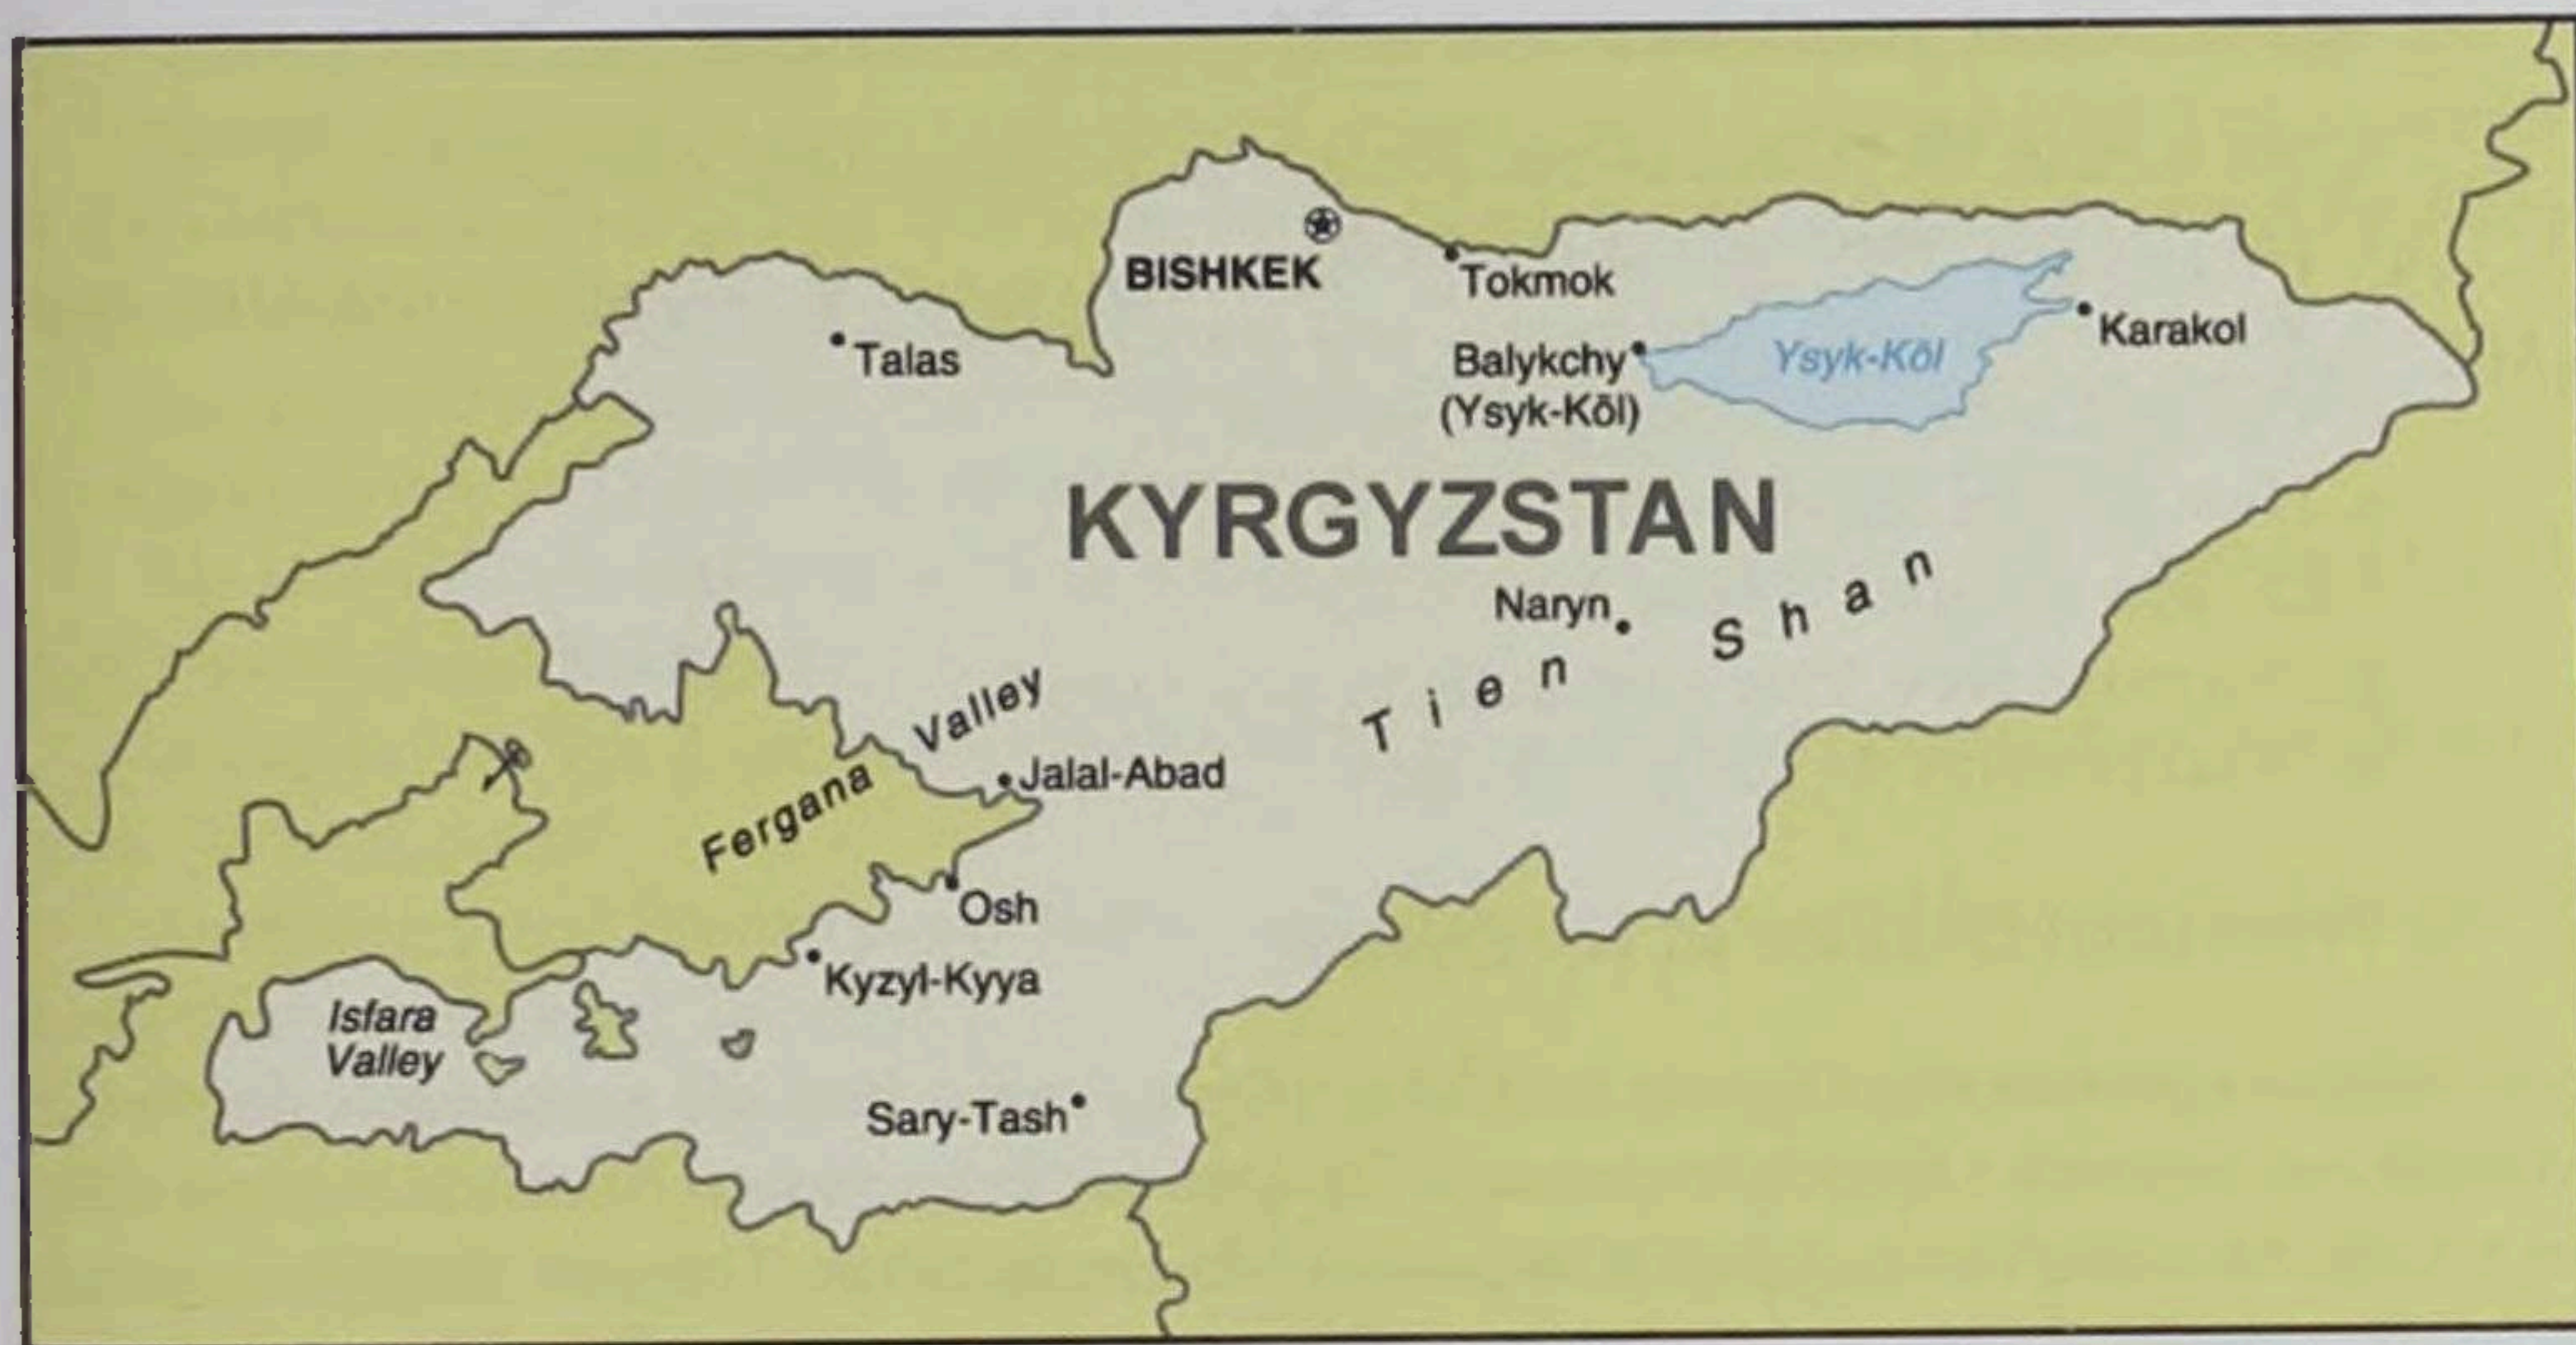 BISHKEK
Tokmok
Talas
Balykchy
(Ysyk-Köl)
Ysyk-Köl
Karakol
KYRGYZSTAN
Naryn
Tien Shan
Fergana Valley
Jalal-Abad
Osh
Kyzyl-Kyya
Isfara
Valley
Sary-Tash